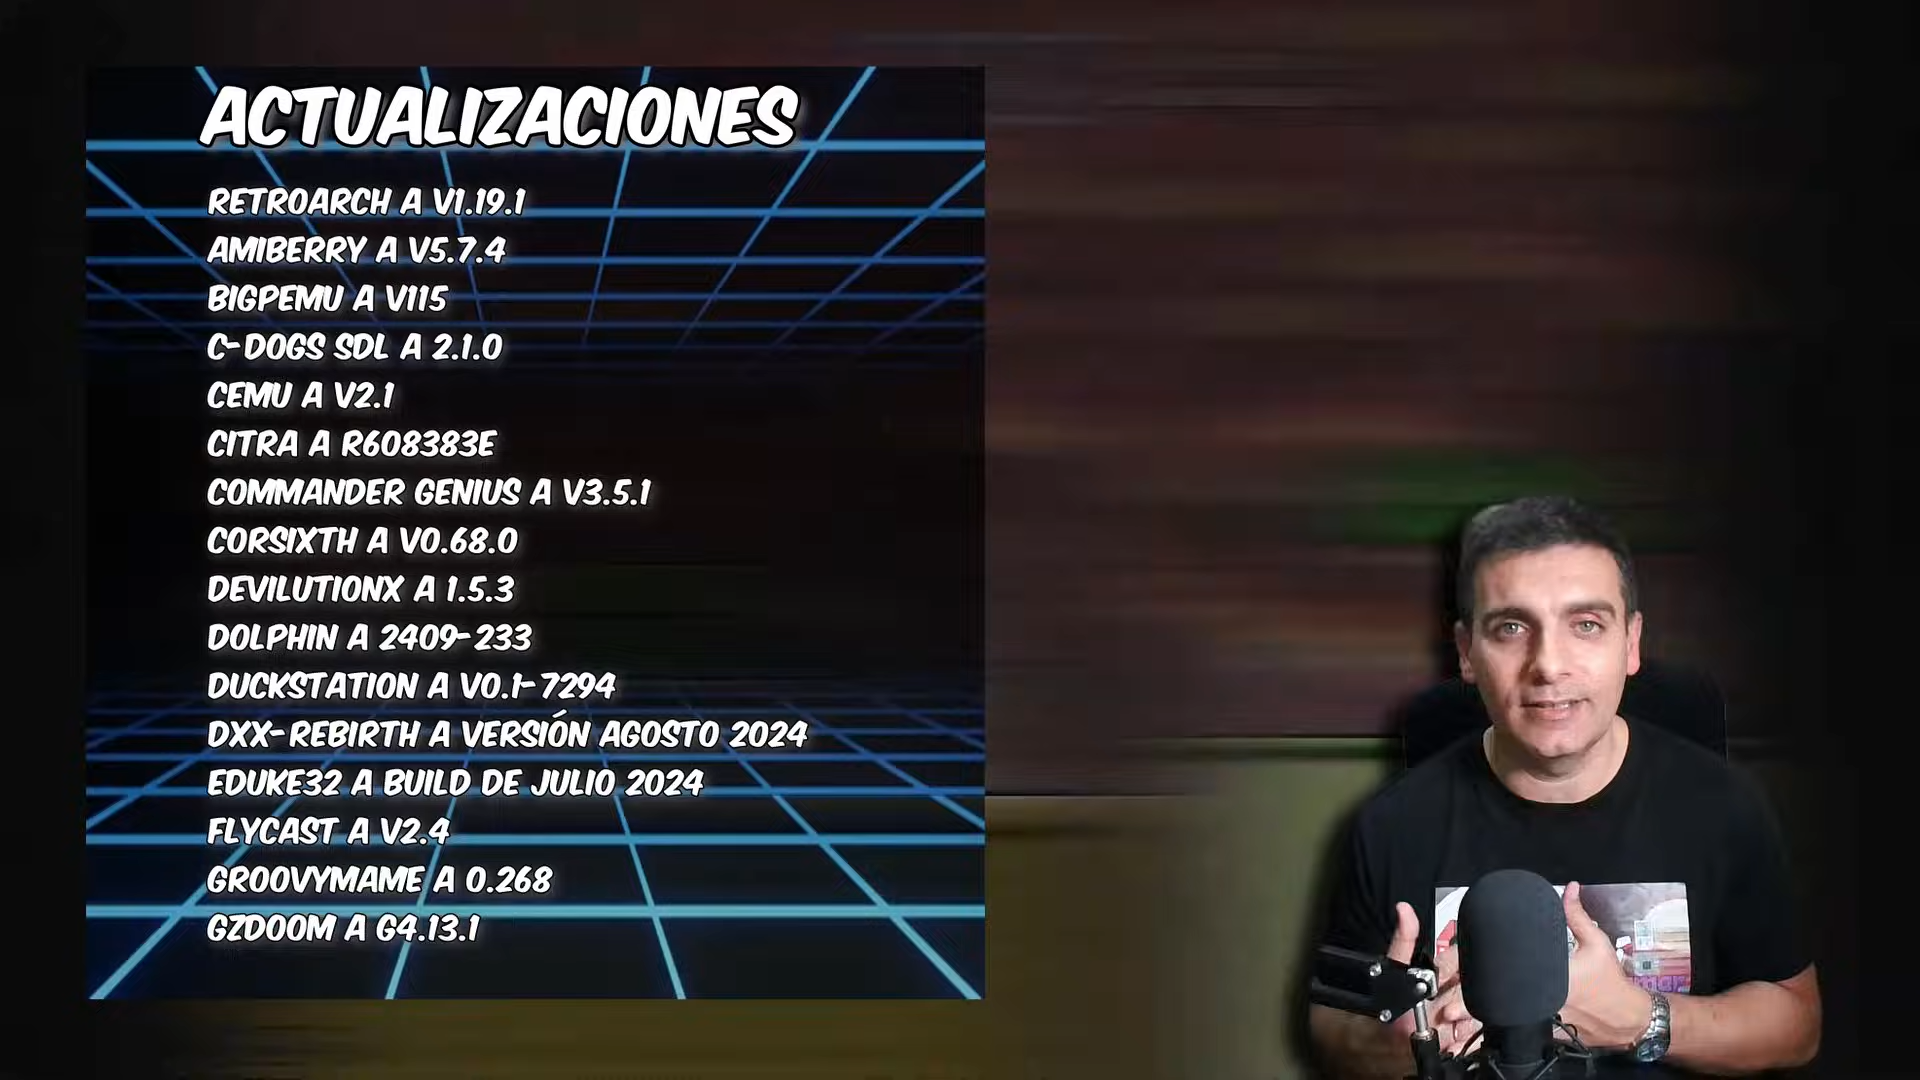 ACTUALIZACIONES
RETROARCH A V1.19.1
AMIBERRY A V5.7.4
BIGPEMU A V115
C-DOGS SDL A 2.1.0
CEMU A V2.1
CITRA A R608383E
COMMANDER GENIUS A V3.5.1
CORSIXTH A V0.68.0
DEVILUTIONX A 1.5.3
DOLPHIN A 2409-233
DUCKSTATION A V0.1-7294
DXX-REBIRTH A VERSIÓN AGOSTO 2024
EDUKE32 A BUILD DE JULIO 2024
FLYCAST A V2.4
GROOVYMAME A 0.268
GZDOOM A G4.13.1